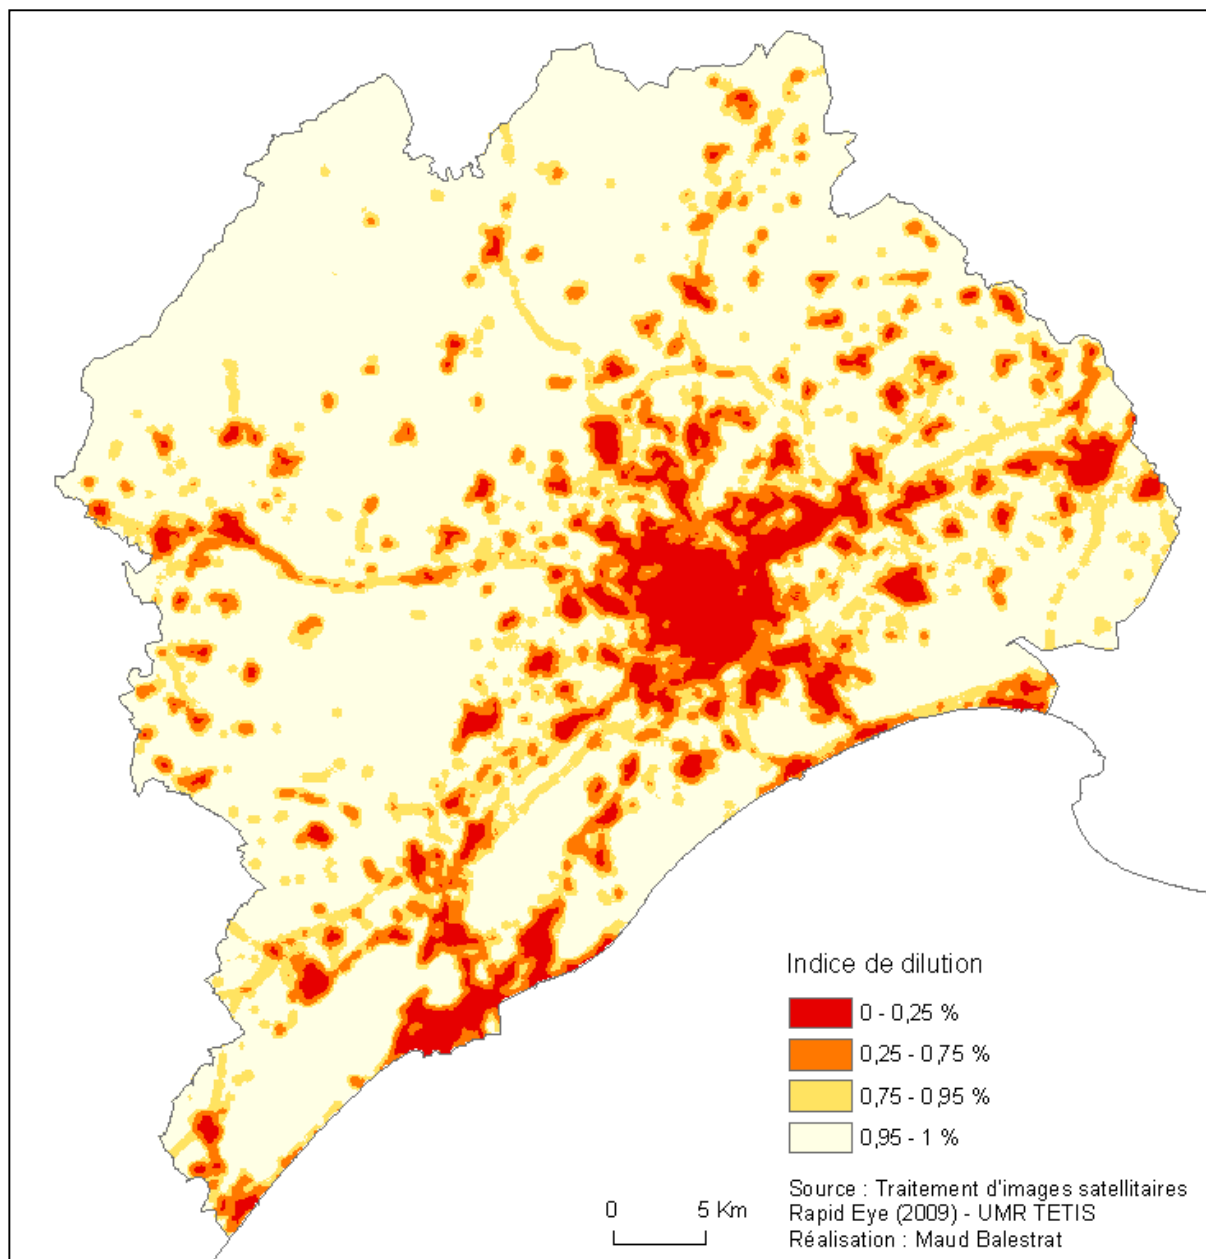 Indice de dilution
0 - 0,25 %
0,25 - 0,75 %
0,75 - 0,95 %
0,95 - 1 %
0 5 Km
Source : Traitement d'images satellitaires
Rapid Eye (2009) - UMR TETIS
Réalisation : Maud Balestrat